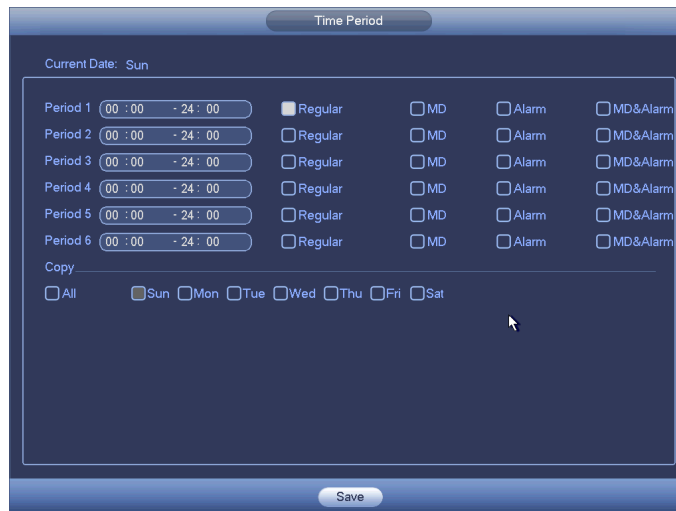 Time Period
Current Date: Sun
Period 1 00 :00 - 24 : 00 Regular MD Alarm MD&Alarm
Period 2 00 :00 - 24 : 00 Regular MD Alarm MD&Alarm
Period 3 00 :00 - 24 : 00 Regular MD Alarm MD&Alarm
Period 4 00 :00 - 24 : 00 Regular MD Alarm MD&Alarm
Period 5 00 :00 - 24 : 00 Regular MD Alarm MD&Alarm
Period 6 00 :00 - 24 : 00 Regular MD Alarm MD&Alarm
Copy
All Sun Mon Tue Wed Thu Fri Sat
Save